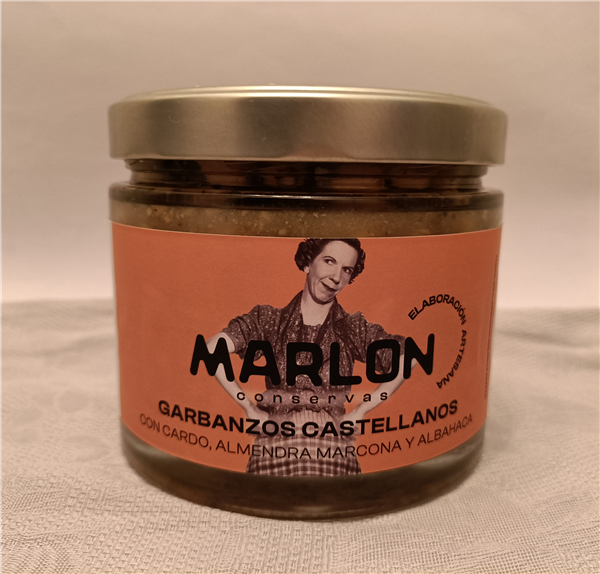 MARLON
conservas
ELABORACIÓN ARTESANA
GARBANZOS CASTELLANOS
CON CARDO, ALMENDRA MARCONA Y ALBAHACA